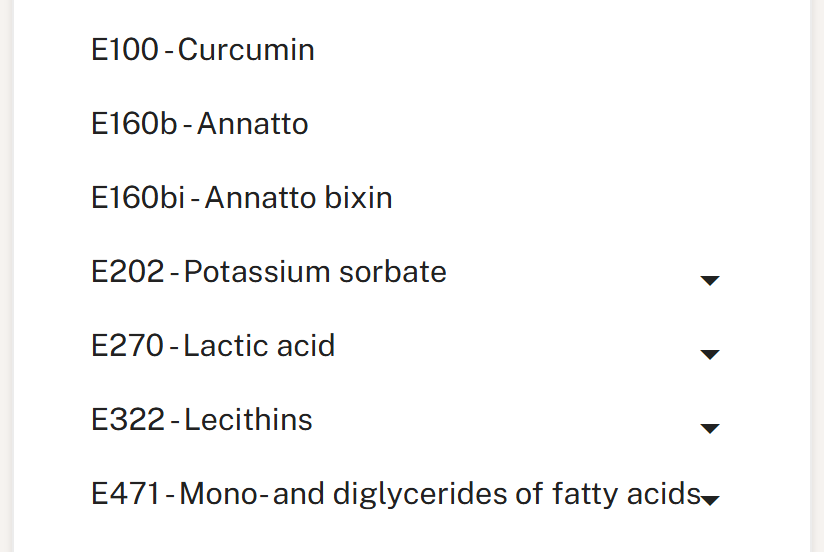 E100 - Curcumin
E160b - Annatto
E160bi - Annatto bixin
E202 - Potassium sorbate
E270 - Lactic acid
E322 - Lecithins
E471 - Mono- and diglycerides of fatty acids